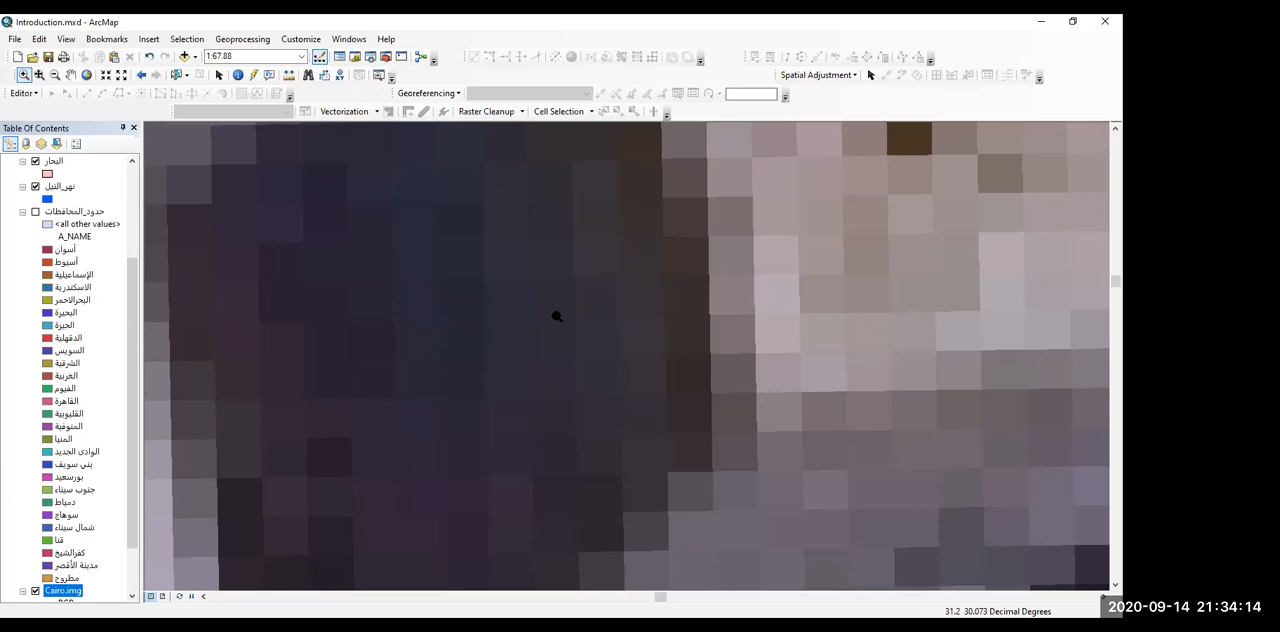 Introduction.mxd - ArcMap
File Edit View Bookmarks Insert Selection Geoprocessing Customize Windows Help
1:67.88
Spatial Adjustment
Editor Georeferencing
Vectorization Raster Cleanup Cell Selection
Table Of Contents
البحار
نهر_النيل
حدود_المحافظات
<all other values>
A_NAME
أسوان
أسيوط
الإسماعيلية
الاسكندرية
البحرالاحمر
البحيرة
الجيزة
الدقهلية
السويس
الشرقية
الغربية
الفيوم
القاهرة
القليوبية
المنوفية
المنيا
الوادى الجديد
بني سويف
بورسعيد
جنوب سيناء
دمياط
سوهاج
شمال سيناء
قنا
كفرالشيخ
مدينة الأقصر
مطروح
Cairo.img
31.2 30.073 Decimal Degrees
2020-09-14 21:34:14